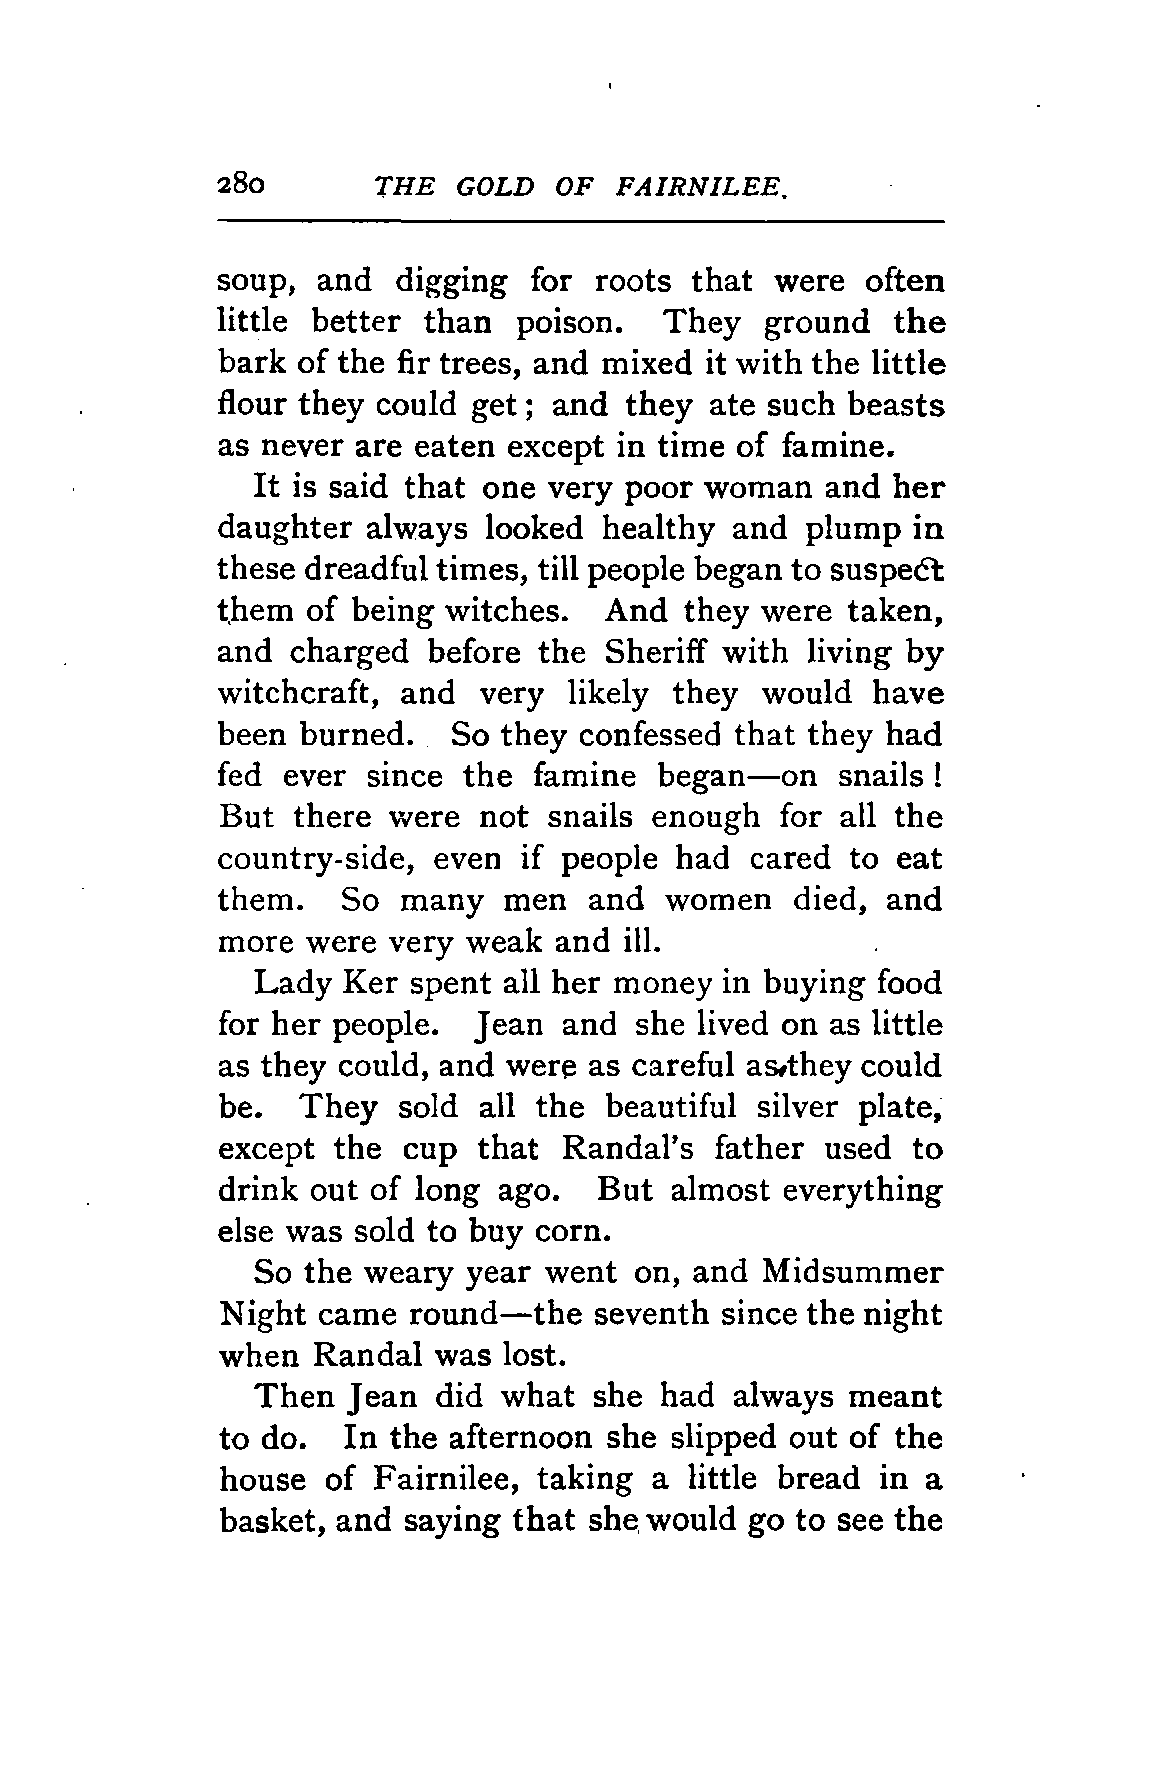 280 THE GOLD OF FAIRNILEE.
soup, and digging for roots that were often
little better than poison. They ground the
bark of the fir trees, and mixed it with the little
flour they could get ; and they ate such beasts
as never are eaten except in time of famine.
It is said that one very poor woman and her
daughter always looked healthy and plump in
these dreadful times, till people began to suspect
them of being witches. And they were taken,
and charged before the Sheriff with living by
witchcraft, and very likely they would have
been burned. So they confessed that they had
fed ever since the famine began—on snails !
But there were not snails enough for all the
country-side, even if people had cared to eat
them. So many men and women died, and
more were very weak and ill.
Lady Ker spent all her money in buying food
for her people. Jean and she lived on as little
as they could, and were as careful as they could
be. They sold all the beautiful silver plate,
except the cup that Randal's father used to
drink out of long ago. But almost everything
else was sold to buy corn.
So the weary year went on, and Midsummer
Night came round—the seventh since the night
when Randal was lost.
Then Jean did what she had always meant
to do. In the afternoon she slipped out of the
house of Fairnilee, taking a little bread in a
basket, and saying that she would go to see the